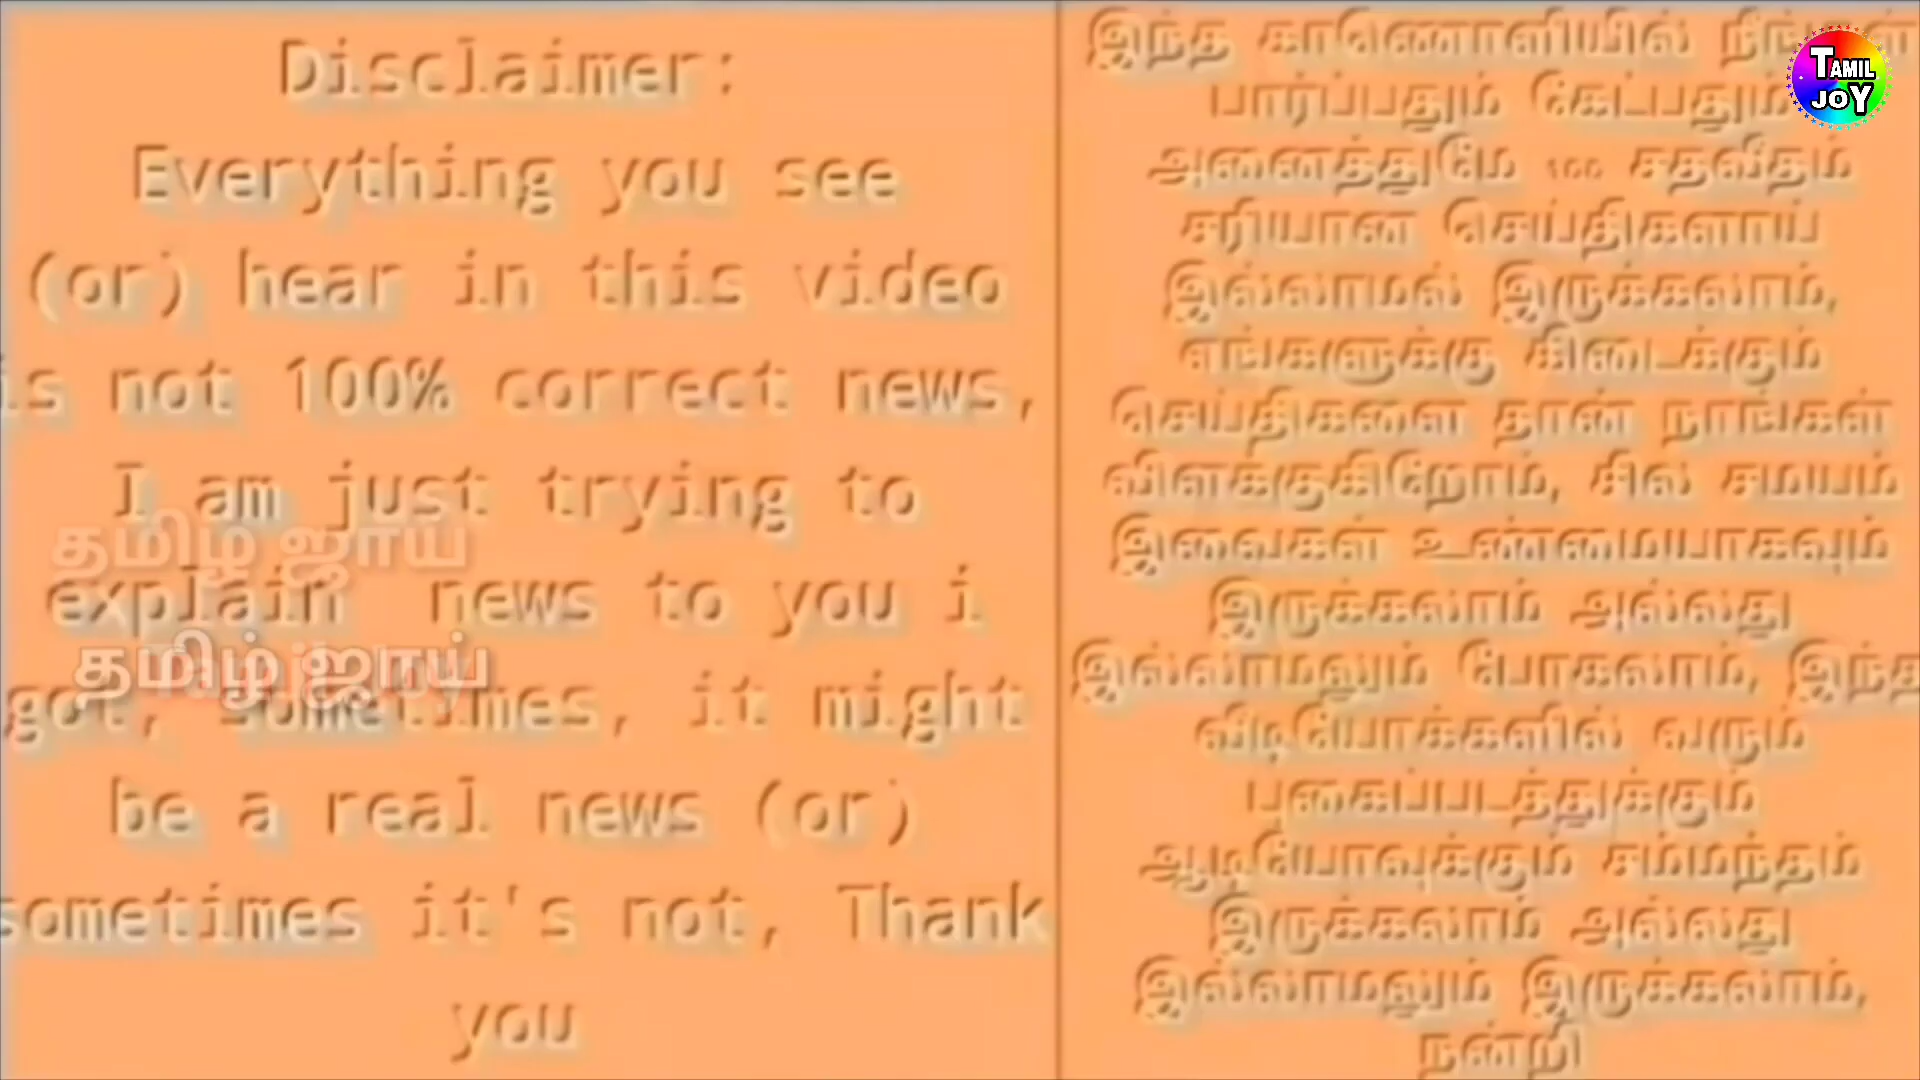 Disclaimer:
Everything you see
(or) hear in this video
is not 100% correct news,
I am just trying to
explain news to you i
got, sometimes, it might
be a real news (or)
sometimes it's not, Thank
you
தமிழ் ஜாய்
தமிழ் ஜாய்
இந்த காணொளியில் நீங்கள்
பார்ப்பதும் கேட்பதும்
அனைத்துமே 100 சதவீதம்
சரியான செய்திகளாய்
இல்லாமல் இருக்கலாம்,
எங்களுக்கு கிடைக்கும்
செய்திகளை தான் நாங்கள்
விளக்குகிறோம், சில சமயம்
இவைகள் உண்மையாகவும்
இருக்கலாம் அல்லது
இல்லாமலும் போகலாம், இந்த
வீடியோக்களில் வரும்
புகைப்படத்துக்கும்
ஆடியோவுக்கும் சம்மந்தம்
இருக்கலாம் அல்லது
இல்லாமலும் இருக்கலாம்,
நன்றி
TAMIL
JOY